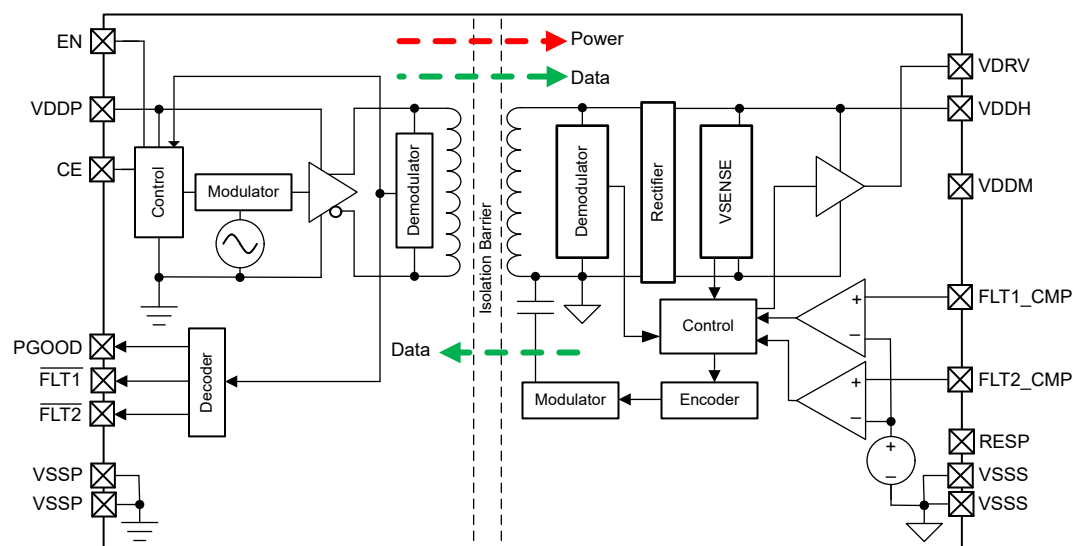 EN
VDDP
CE
PGOOD
FLT1
FLT2
VSSP
VSSP
Control
Modulator
Demodulator
Decoder
Power
Data
Data
Isolation Barrier
Demodulator
Rectifier
VSENSE
Control
Modulator
Encoder
+
−
+
−
+
−
VDRV
VDDH
VDDM
FLT1_CMP
FLT2_CMP
RESP
VSSS
VSSS